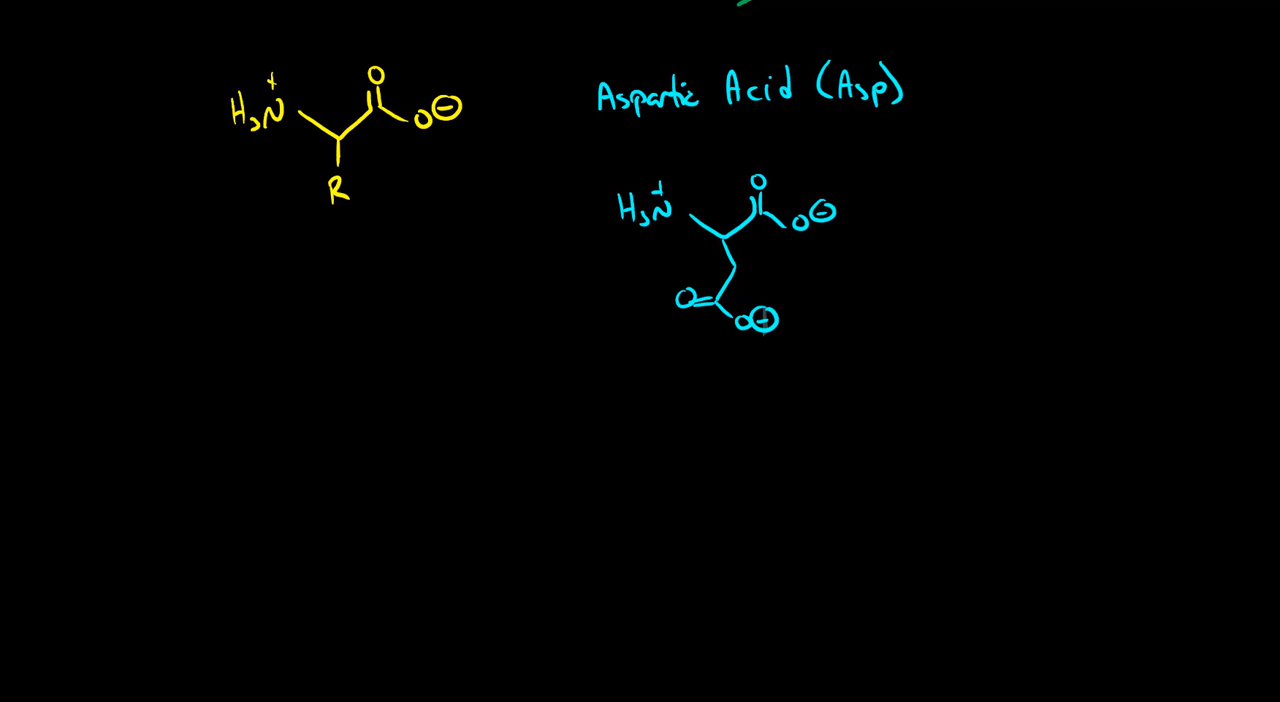 Aspartic Acid (Asp)
O
H₃N⁺ O⊖
R
O
H₃N⁺ O⊖
O
O⊖